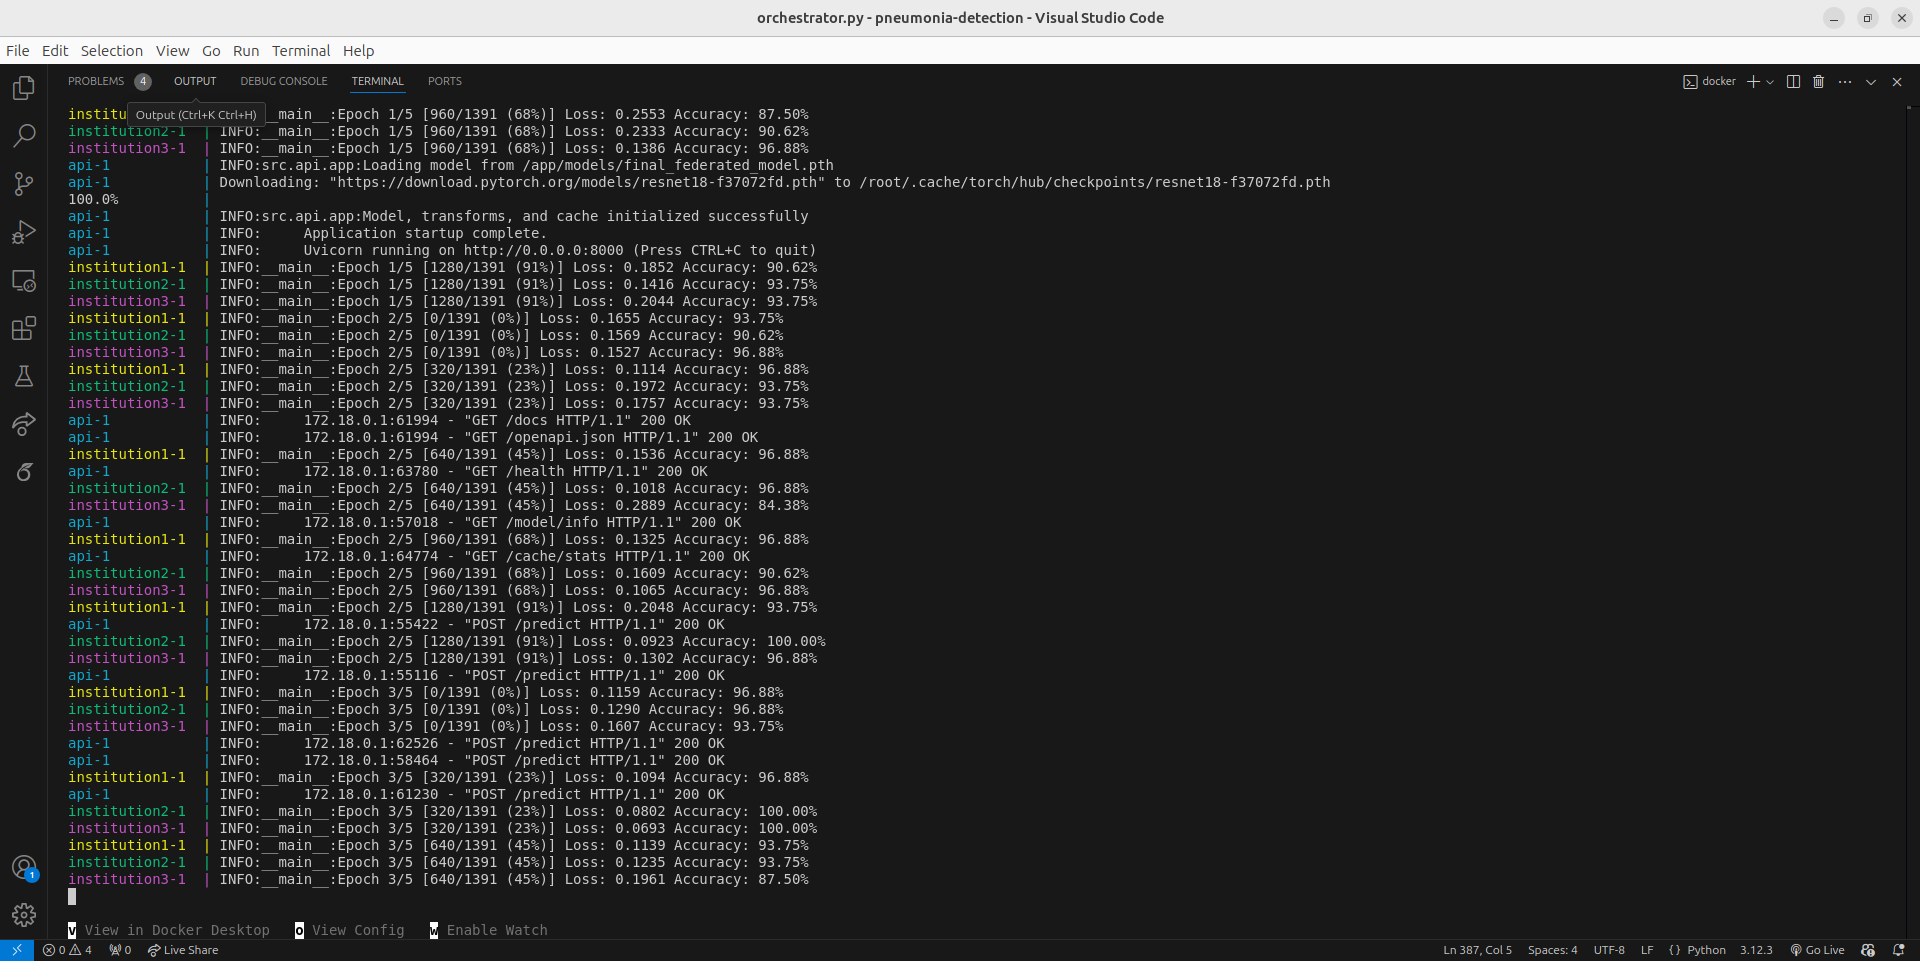 orchestrator.py - pneumonia-detection - Visual Studio Code
File Edit Selection View Go Run Terminal Help
PROBLEMS 4 OUTPUT DEBUG CONSOLE TERMINAL PORTS docker
Output (Ctrl+K Ctrl+H)
institu __main__:Epoch 1/5 [960/1391 (68%)] Loss: 0.2553 Accuracy: 87.50%
institution2-1 | INFO:__main__:Epoch 1/5 [960/1391 (68%)] Loss: 0.2333 Accuracy: 90.62%
institution3-1 | INFO:__main__:Epoch 1/5 [960/1391 (68%)] Loss: 0.1386 Accuracy: 96.88%
api-1 | INFO:src.api.app:Loading model from /app/models/final_federated_model.pth
api-1 | Downloading: "https://download.pytorch.org/models/resnet18-f37072fd.pth" to /root/.cache/torch/hub/checkpoints/resnet18-f37072fd.pth
100.0% |
api-1 | INFO:src.api.app:Model, transforms, and cache initialized successfully
api-1 | INFO: Application startup complete.
api-1 | INFO: Uvicorn running on http://0.0.0.0:8000 (Press CTRL+C to quit)
institution1-1 | INFO:__main__:Epoch 1/5 [1280/1391 (91%)] Loss: 0.1852 Accuracy: 90.62%
institution2-1 | INFO:__main__:Epoch 1/5 [1280/1391 (91%)] Loss: 0.1416 Accuracy: 93.75%
institution3-1 | INFO:__main__:Epoch 1/5 [1280/1391 (91%)] Loss: 0.2044 Accuracy: 93.75%
institution1-1 | INFO:__main__:Epoch 2/5 [0/1391 (0%)] Loss: 0.1655 Accuracy: 93.75%
institution2-1 | INFO:__main__:Epoch 2/5 [0/1391 (0%)] Loss: 0.1569 Accuracy: 90.62%
institution3-1 | INFO:__main__:Epoch 2/5 [0/1391 (0%)] Loss: 0.1527 Accuracy: 96.88%
institution1-1 | INFO:__main__:Epoch 2/5 [320/1391 (23%)] Loss: 0.1114 Accuracy: 96.88%
institution2-1 | INFO:__main__:Epoch 2/5 [320/1391 (23%)] Loss: 0.1972 Accuracy: 93.75%
institution3-1 | INFO:__main__:Epoch 2/5 [320/1391 (23%)] Loss: 0.1757 Accuracy: 93.75%
api-1 | INFO: 172.18.0.1:61994 - "GET /docs HTTP/1.1" 200 OK
api-1 | INFO: 172.18.0.1:61994 - "GET /openapi.json HTTP/1.1" 200 OK
institution1-1 | INFO:__main__:Epoch 2/5 [640/1391 (45%)] Loss: 0.1536 Accuracy: 96.88%
api-1 | INFO: 172.18.0.1:63780 - "GET /health HTTP/1.1" 200 OK
institution2-1 | INFO:__main__:Epoch 2/5 [640/1391 (45%)] Loss: 0.1018 Accuracy: 96.88%
institution3-1 | INFO:__main__:Epoch 2/5 [640/1391 (45%)] Loss: 0.2889 Accuracy: 84.38%
api-1 | INFO: 172.18.0.1:57018 - "GET /model/info HTTP/1.1" 200 OK
institution1-1 | INFO:__main__:Epoch 2/5 [960/1391 (68%)] Loss: 0.1325 Accuracy: 96.88%
api-1 | INFO: 172.18.0.1:64774 - "GET /cache/stats HTTP/1.1" 200 OK
institution2-1 | INFO:__main__:Epoch 2/5 [960/1391 (68%)] Loss: 0.1609 Accuracy: 90.62%
institution3-1 | INFO:__main__:Epoch 2/5 [960/1391 (68%)] Loss: 0.1065 Accuracy: 96.88%
institution1-1 | INFO:__main__:Epoch 2/5 [1280/1391 (91%)] Loss: 0.2048 Accuracy: 93.75%
api-1 | INFO: 172.18.0.1:55422 - "POST /predict HTTP/1.1" 200 OK
institution2-1 | INFO:__main__:Epoch 2/5 [1280/1391 (91%)] Loss: 0.0923 Accuracy: 100.00%
institution3-1 | INFO:__main__:Epoch 2/5 [1280/1391 (91%)] Loss: 0.1302 Accuracy: 96.88%
api-1 | INFO: 172.18.0.1:55116 - "POST /predict HTTP/1.1" 200 OK
institution1-1 | INFO:__main__:Epoch 3/5 [0/1391 (0%)] Loss: 0.1159 Accuracy: 96.88%
institution2-1 | INFO:__main__:Epoch 3/5 [0/1391 (0%)] Loss: 0.1290 Accuracy: 96.88%
institution3-1 | INFO:__main__:Epoch 3/5 [0/1391 (0%)] Loss: 0.1607 Accuracy: 93.75%
api-1 | INFO: 172.18.0.1:62526 - "POST /predict HTTP/1.1" 200 OK
api-1 | INFO: 172.18.0.1:58464 - "POST /predict HTTP/1.1" 200 OK
institution1-1 | INFO:__main__:Epoch 3/5 [320/1391 (23%)] Loss: 0.1094 Accuracy: 96.88%
api-1 | INFO: 172.18.0.1:61230 - "POST /predict HTTP/1.1" 200 OK
institution2-1 | INFO:__main__:Epoch 3/5 [320/1391 (23%)] Loss: 0.0802 Accuracy: 100.00%
institution3-1 | INFO:__main__:Epoch 3/5 [320/1391 (23%)] Loss: 0.0693 Accuracy: 100.00%
institution1-1 | INFO:__main__:Epoch 3/5 [640/1391 (45%)] Loss: 0.1139 Accuracy: 93.75%
institution2-1 | INFO:__main__:Epoch 3/5 [640/1391 (45%)] Loss: 0.1235 Accuracy: 93.75%
institution3-1 | INFO:__main__:Epoch 3/5 [640/1391 (45%)] Loss: 0.1961 Accuracy: 87.50%
v View in Docker Desktop o View Config w Enable Watch
1
0 4 0 Live Share Ln 387, Col 5 Spaces: 4 UTF-8 LF {} Python 3.12.3 Go Live